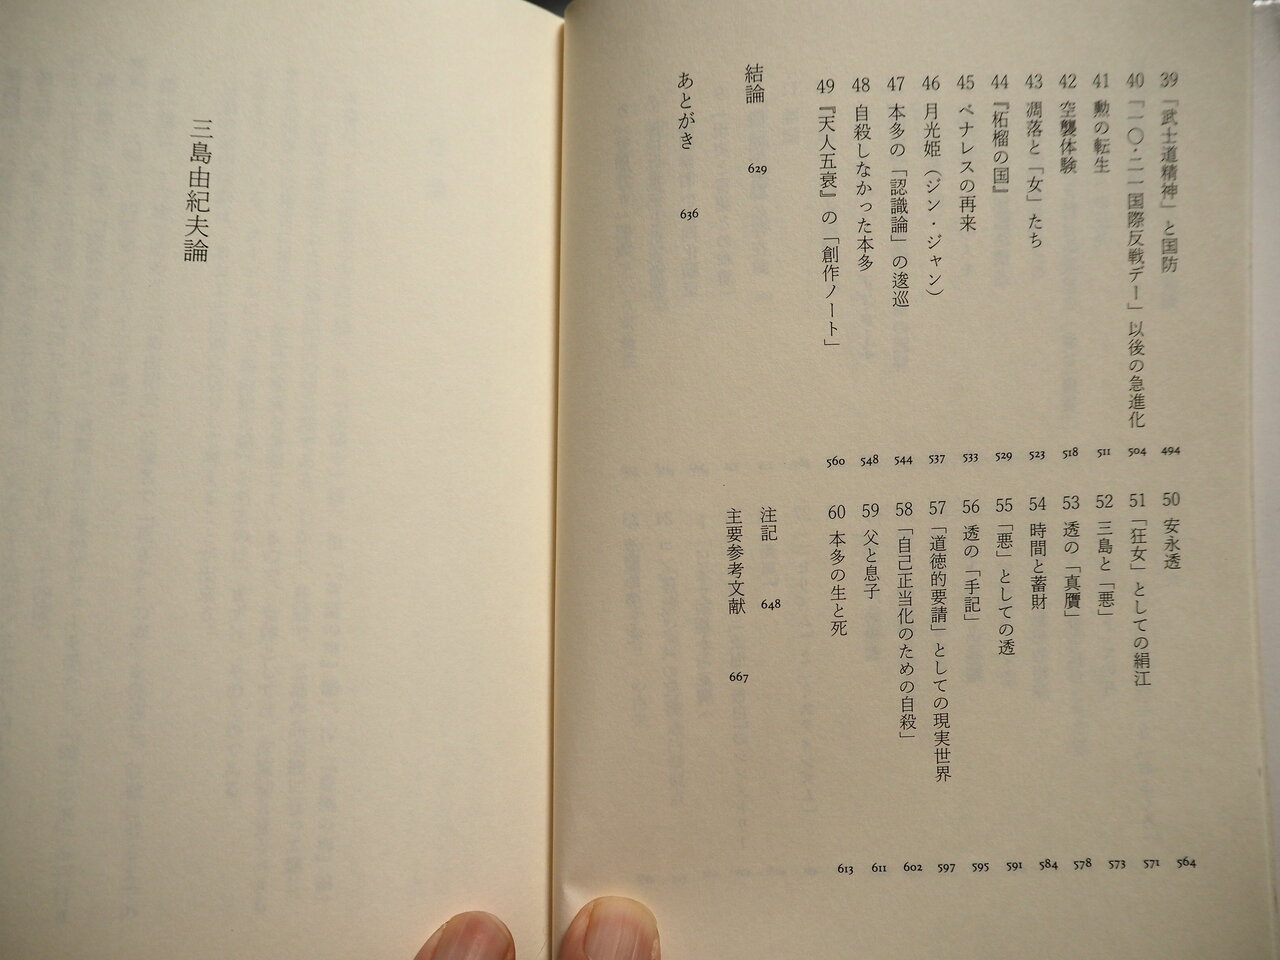 39 「武士道精神」と国防 494
40 「一〇・二一国際反戦デー」以後の急進化 504
41 勲の転生 511
42 空襲体験 518
43 凋落と「女」たち 523
44 『柘榴の国』 529
45 ベナレスの再来 533
46 月光姫（ジン・ジャン） 537
47 本多の「認識論」の逡巡 544
48 自殺しなかった本多 548
49 『天人五衰』の「創作ノート」 560
50 安永透 564
51 「狂女」としての絹江 571
52 三島と「悪」 573
53 透の「真贋」 578
54 時間と蓄財 584
55 「悪」としての透 591
56 透の「手記」 595
57 「道徳的要請」としての現実世界 597
58 「自己正当化のための自殺」 602
59 父と息子 611
60 本多の生と死 613
結論 629
あとがき 636
注記 648
主要参考文献 667
三島由紀夫論